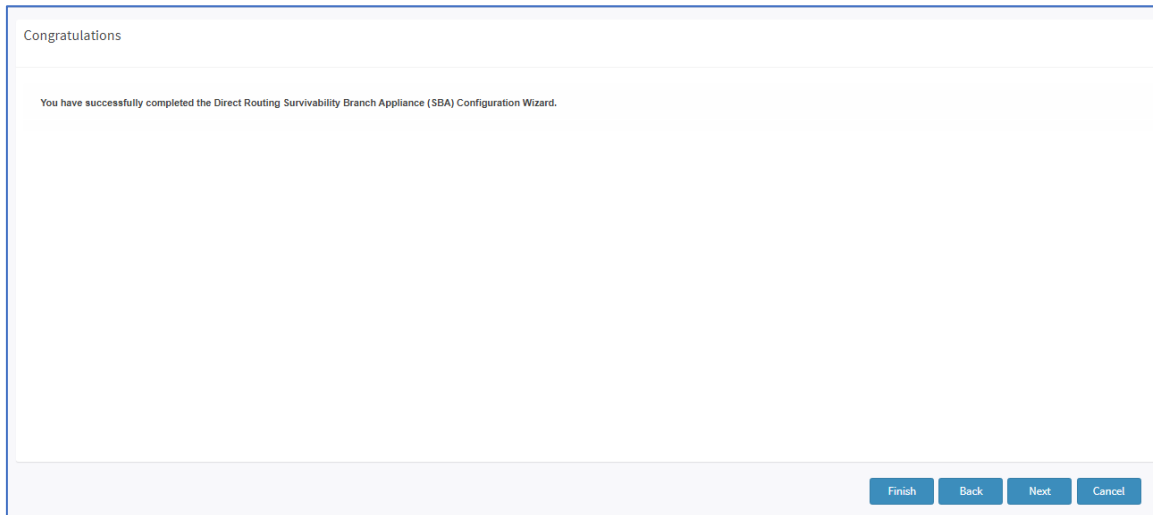 Congratulations
You have successfully completed the Direct Routing Survivability Branch Appliance (SBA) Configuration Wizard.
Finish Back Next Cancel